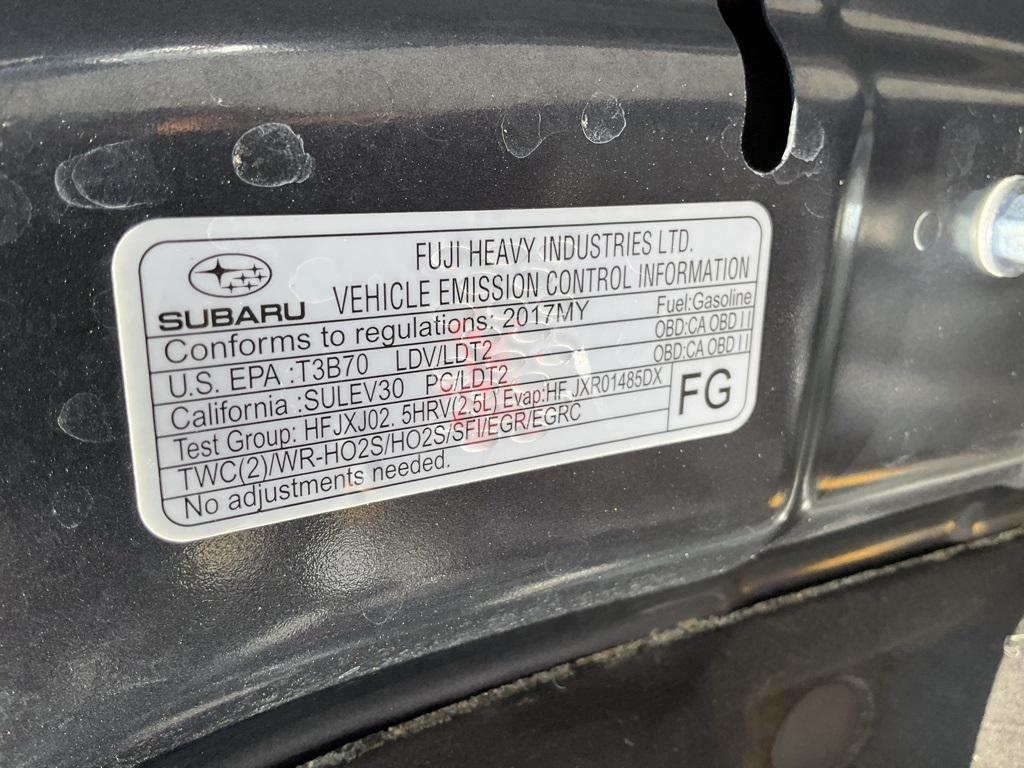 FUJI HEAVY INDUSTRIES LTD.
SUBARU
VEHICLE EMISSION CONTROL INFORMATION
Conforms to regulations: 2017MY
Fuel:Gasoline
U.S. EPA :T3B70 LDV/LDT2
OBD:CA OBD II
California :SULEV30 PC/LDT2
OBD:CA OBD II
Test Group: HFJXJ02. 5HRV(2.5L) Evap:HFJXR01485DX
TWC(2)/WR-HO2S/HO2S/SFI/EGR/EGRC
No adjustments needed.
FG